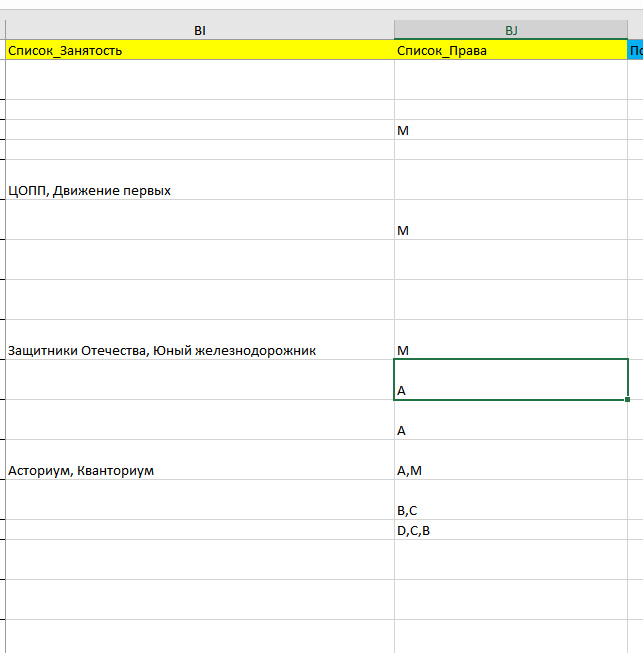 BI BJ
Список_Занятость Список_Права По
М
ЦОПП, Движение первых
М
Защитники Отечества, Юный железнодорожник М
А
А
Асториум, Кванториум А,М
В,С
D,С,В